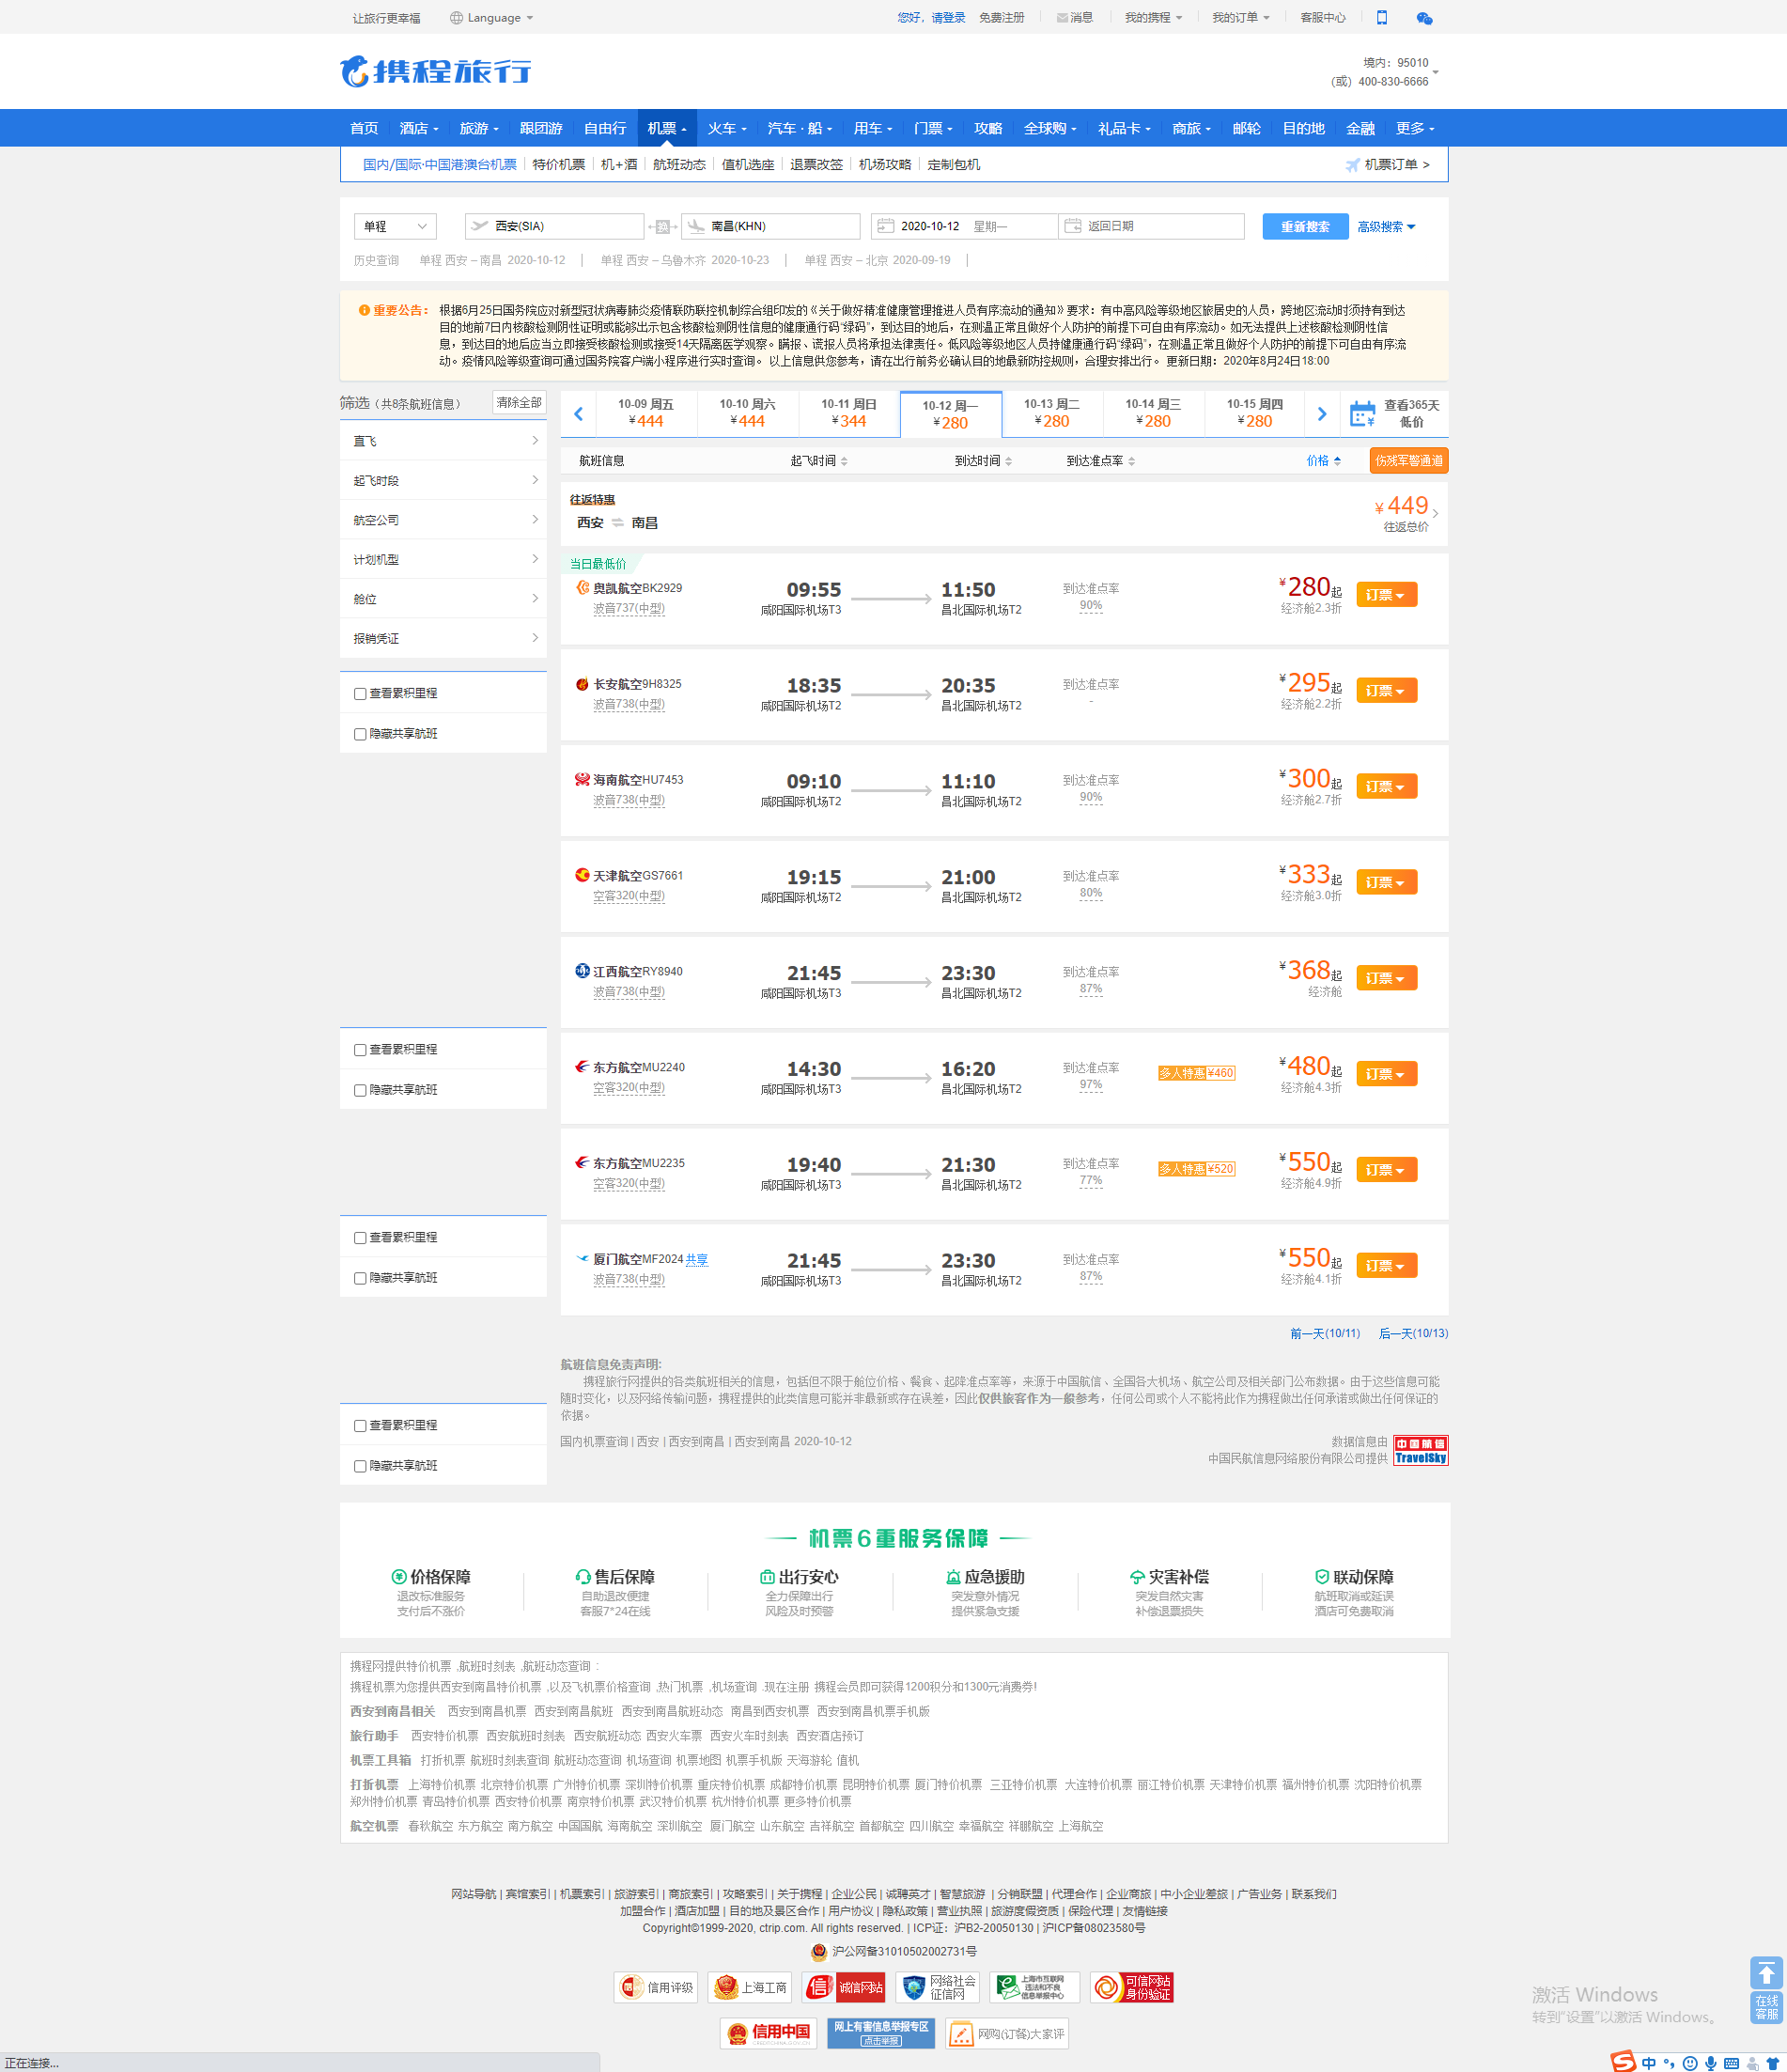 让旅行更幸福 Language 您好，请登录 免费注册 消息 我的携程 我的订单 客服中心
携程旅行
境内：95010
（或）400-830-6666
首页 酒店 旅游 跟团游 自由行 机票 火车 汽车·船 用车 门票 攻略 全球购 礼品卡 商旅 邮轮 目的地 金融 更多
国内/国际·中国港澳台机票 特价机票 机+酒 航班动态 值机选座 退票改签 机场攻略 定制包机 机票订单 >
单程 西安(SIA) 换 南昌(KHN) 2020-10-12 星期一 返回日期 重新搜索 高级搜索
历史查询 单程 西安 – 南昌 2020-10-12 | 单程 西安 – 乌鲁木齐 2020-10-23 | 单程 西安 – 北京 2020-09-19 |
重要公告： 根据6月25日国务院应对新型冠状病毒肺炎疫情联防联控机制综合组印发的《关于做好精准健康管理推进人员有序流动的通知》要求：有中高风险等级地区旅居史的人员，跨地区流动时须持有到达
目的地前7日内核酸检测阴性证明或能够出示包含核酸检测阴性信息的健康通行码“绿码”，到达目的地后，在测温正常且做好个人防护的前提下可自由有序流动。如无法提供上述核酸检测阴性信
息，到达目的地后应当立即接受核酸检测或接受14天隔离医学观察。瞒报、谎报人员将承担法律责任。低风险等级地区人员持健康通行码“绿码”，在测温正常且做好个人防护的前提下可自由有序流
动。疫情风险等级查询可通过国务院客户端小程序进行实时查询。 以上信息供您参考，请在出行前务必确认目的地最新防控规则，合理安排出行。 更新日期：2020年8月24日18:00
筛选（共8条航班信息） 清除全部
直飞
起飞时段
航空公司
计划机型
舱位
报销凭证
查看累积里程
隐藏共享航班
10-09 周五 10-10 周六 10-11 周日 10-12 周一 10-13 周二 10-14 周三 10-15 周四 查看365天
¥444 ¥444 ¥344 ¥280 ¥280 ¥280 ¥280 低价
航班信息 起飞时间 到达时间 到达准点率 价格 伤残军警通道
往返特惠
西安 南昌 ¥449
往返总价
当日最低价
奥凯航空BK2929 09:55 11:50 到达准点率 ¥280起 订票
波音737(中型) 咸阳国际机场T3 昌北国际机场T2 90% 经济舱2.3折
长安航空9H8325 18:35 20:35 到达准点率 ¥295起 订票
波音738(中型) 咸阳国际机场T2 昌北国际机场T2 - 经济舱2.2折
海南航空HU7453 09:10 11:10 到达准点率 ¥300起 订票
波音738(中型) 咸阳国际机场T2 昌北国际机场T2 90% 经济舱2.7折
天津航空GS7661 19:15 21:00 到达准点率 ¥333起 订票
空客320(中型) 咸阳国际机场T2 昌北国际机场T2 80% 经济舱3.0折
江西航空RY8940 21:45 23:30 到达准点率 ¥368起 订票
波音738(中型) 咸阳国际机场T3 昌北国际机场T2 87% 经济舱
查看累积里程
隐藏共享航班
东方航空MU2240 14:30 16:20 到达准点率 多人特惠¥460 ¥480起 订票
空客320(中型) 咸阳国际机场T3 昌北国际机场T2 97% 经济舱4.3折
东方航空MU2235 19:40 21:30 到达准点率 多人特惠¥520 ¥550起 订票
空客320(中型) 咸阳国际机场T3 昌北国际机场T2 77% 经济舱4.9折
查看累积里程
隐藏共享航班
厦门航空MF2024 共享 21:45 23:30 到达准点率 ¥550起 订票
波音738(中型) 咸阳国际机场T3 昌北国际机场T2 87% 经济舱4.1折
前一天(10/11) 后一天(10/13)
航班信息免责声明:
携程旅行网提供的各类航班相关的信息，包括但不限于舱位价格、餐食、起降准点率等，来源于中国航信、全国各大机场、航空公司及相关部门公布数据。由于这些信息可能
随时变化，以及网络传输问题，携程提供的此类信息可能并非最新或存在误差，因此仅供旅客作为一般参考，任何公司或个人不能将此作为携程做出任何承诺或做出任何保证的
依据。
查看累积里程
隐藏共享航班
国内机票查询 | 西安 | 西安到南昌 | 西安到南昌 2020-10-12
数据信息由
中国民航信息网络股份有限公司提供
中国航信
TravelSky
机票6重服务保障
价格保障 售后保障 出行安心 应急援助 灾害补偿 联动保障
退改标准服务 自助退改便捷 全力保障出行 突发意外情况 突发自然灾害 航班取消或延误
支付后不涨价 客服7*24在线 风险及时预警 提供紧急支援 补偿退票损失 酒店可免费取消
携程网提供特价机票 ,航班时刻表 ,航班动态查询 :
携程机票为您提供西安到南昌特价机票 ,以及飞机票价格查询 ,热门机票 ,机场查询 .现在注册 携程会员即可获得1200积分和1300元消费券!
西安到南昌相关 西安到南昌机票 西安到南昌航班 西安到南昌航班动态 南昌到西安机票 西安到南昌机票手机版
旅行助手 西安特价机票 西安航班时刻表 西安航班动态 西安火车票 西安火车时刻表 西安酒店预订
机票工具箱 打折机票 航班时刻表查询 航班动态查询 机场查询 机票地图 机票手机版 天海游轮 值机
打折机票 上海特价机票 北京特价机票 广州特价机票 深圳特价机票 重庆特价机票 成都特价机票 昆明特价机票 厦门特价机票 三亚特价机票 大连特价机票 丽江特价机票 天津特价机票 福州特价机票 沈阳特价机票
郑州特价机票 青岛特价机票 西安特价机票 南京特价机票 武汉特价机票 杭州特价机票 更多特价机票
航空机票 春秋航空 东方航空 南方航空 中国国航 海南航空 深圳航空 厦门航空 山东航空 吉祥航空 首都航空 四川航空 幸福航空 祥鹏航空 上海航空
网站导航 | 宾馆索引 | 机票索引 | 旅游索引 | 商旅索引 | 攻略索引 | 关于携程 | 企业公民 | 诚聘英才 | 智慧旅游 | 分销联盟 | 代理合作 | 企业商旅 | 中小企业差旅 | 广告业务 | 联系我们
加盟合作 | 酒店加盟 | 目的地及景区合作 | 用户协议 | 隐私政策 | 营业执照 | 旅游度假资质 | 保险代理 | 友情链接
Copyright©1999-2020, ctrip.com. All rights reserved. | ICP证：沪B2-20050130 | 沪ICP备08023580号
沪公网备31010502002731号
信用评级 上海工商 信 诚信网站 网络社会 征信网 上海市互联网 违法和不良 信息举报中心 可信网站 身份验证
信用中国 网上有害信息举报专区 点击举报 网购(订餐)大家评
在线
客服
激活 Windows
转到“设置”以激活 Windows。
正在连接...
中